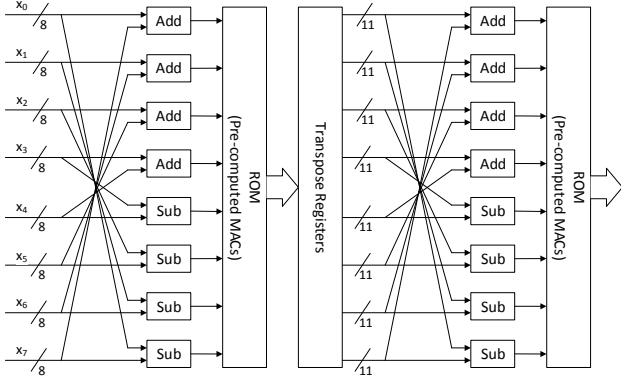 x0 8 Add 11 Add
x1 8 Add 11 Add
x2 8 Add 11 Add
x3 8 Add 11 Add
x4 8 Sub 11 Sub
x5 8 Sub 11 Sub
x6 8 Sub 11 Sub
x7 8 Sub 11 Sub
ROM
(Pre-computed MACs)
Transpose Registers
ROM
(Pre-computed MACs)